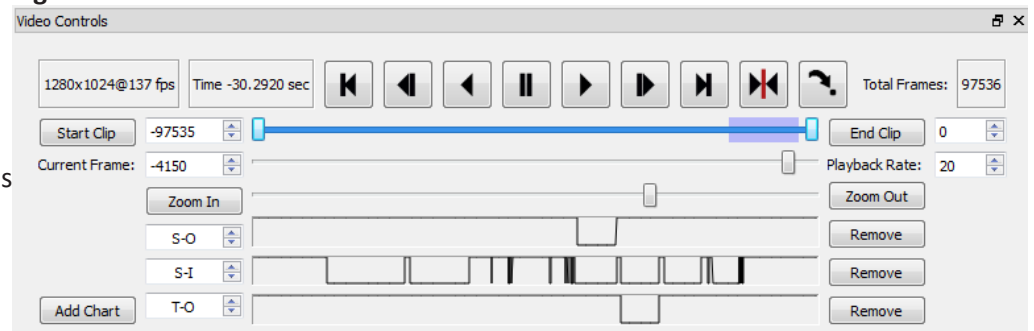 Video Controls
1280x1024@137 fps Time -30.2920 sec Total Frames: 97536
Start Clip -97535 End Clip 0
Current Frame: -4150 Playback Rate: 20
Zoom In Zoom Out
S-O Remove
S-I Remove
Add Chart T-O Remove